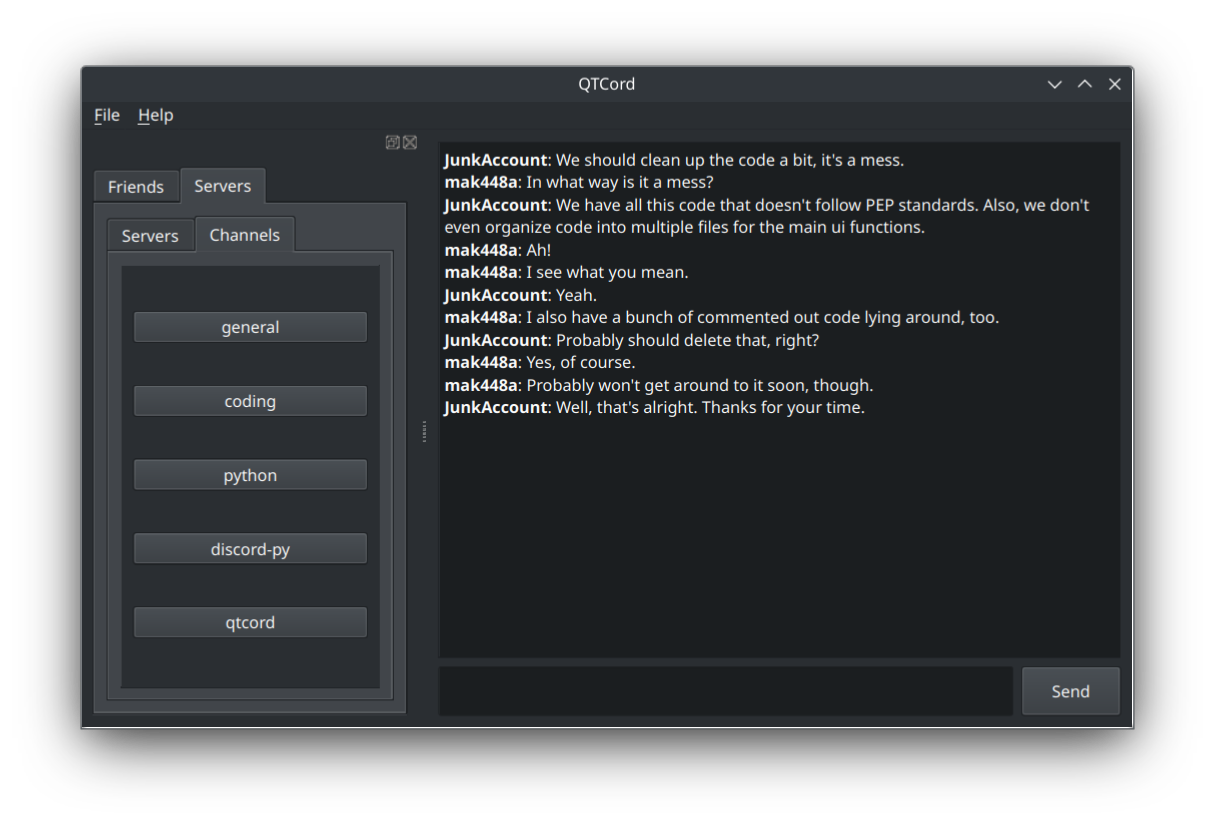 QTCord
File Help
Friends Servers
Servers Channels
general
coding
python
discord-py
qtcord
JunkAccount: We should clean up the code a bit, it's a mess.
mak448a: In what way is it a mess?
JunkAccount: We have all this code that doesn't follow PEP standards. Also, we don't
even organize code into multiple files for the main ui functions.
mak448a: Ah!
mak448a: I see what you mean.
JunkAccount: Yeah.
mak448a: I also have a bunch of commented out code lying around, too.
JunkAccount: Probably should delete that, right?
mak448a: Yes, of course.
mak448a: Probably won't get around to it soon, though.
JunkAccount: Well, that's alright. Thanks for your time.
Send